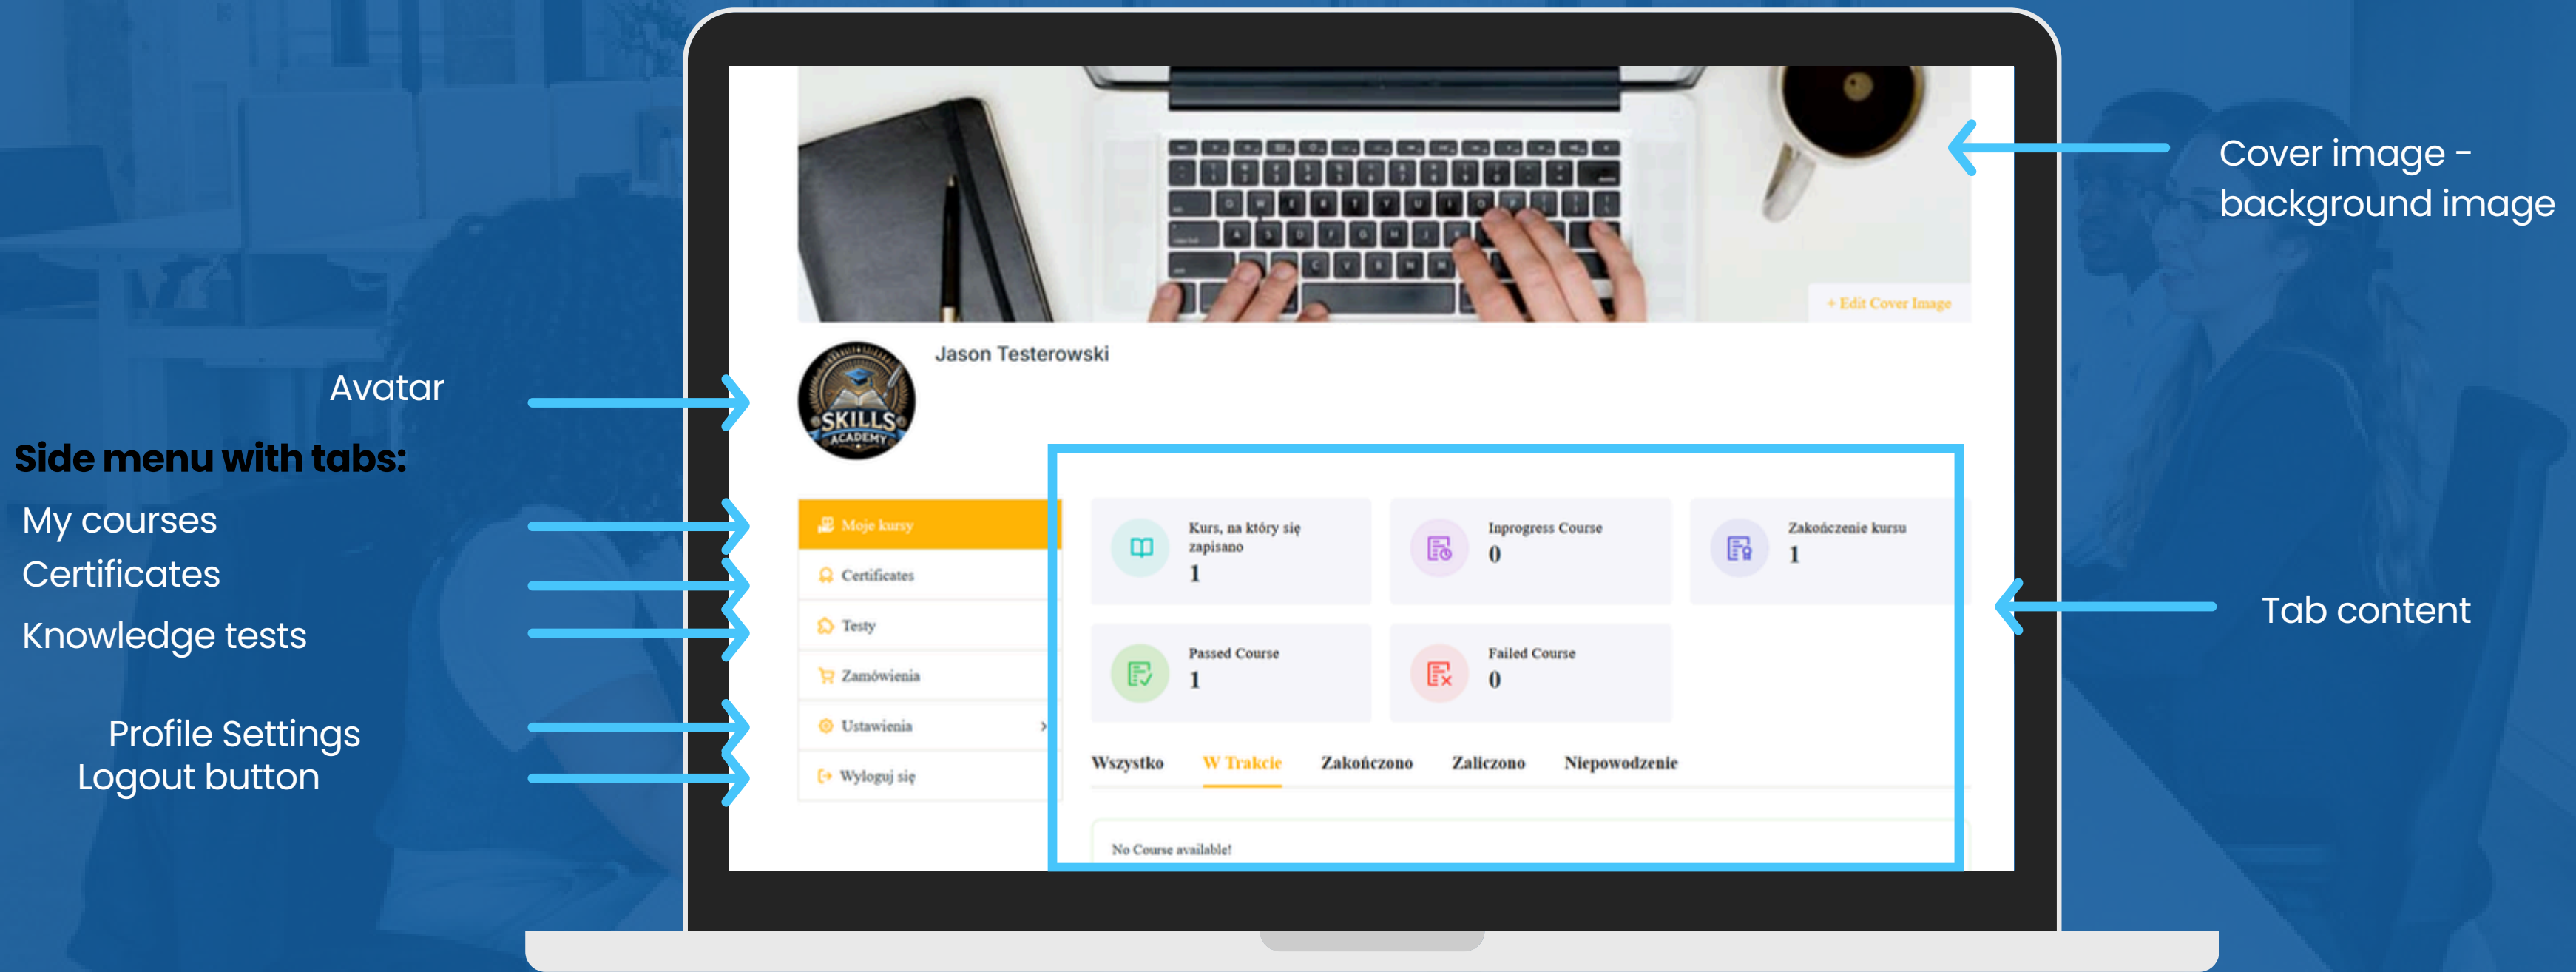 Cover image -
background image
+ Edit Cover Image
Jason Testerowski
SKILLS
ACADEMY
Avatar
Side menu with tabs:
My courses
Certificates
Knowledge tests
Profile Settings
Logout button
Moje kursy
Certificates
Testy
Zamówienia
Ustawienia
Wyloguj się
Kurs, na który się
zapisano
1
Inprogress Course
0
Zakończenie kursu
1
Passed Course
1
Failed Course
0
Wszystko W Trakcie Zakończono Zaliczono Niepowodzenie
No Course available!
Tab content